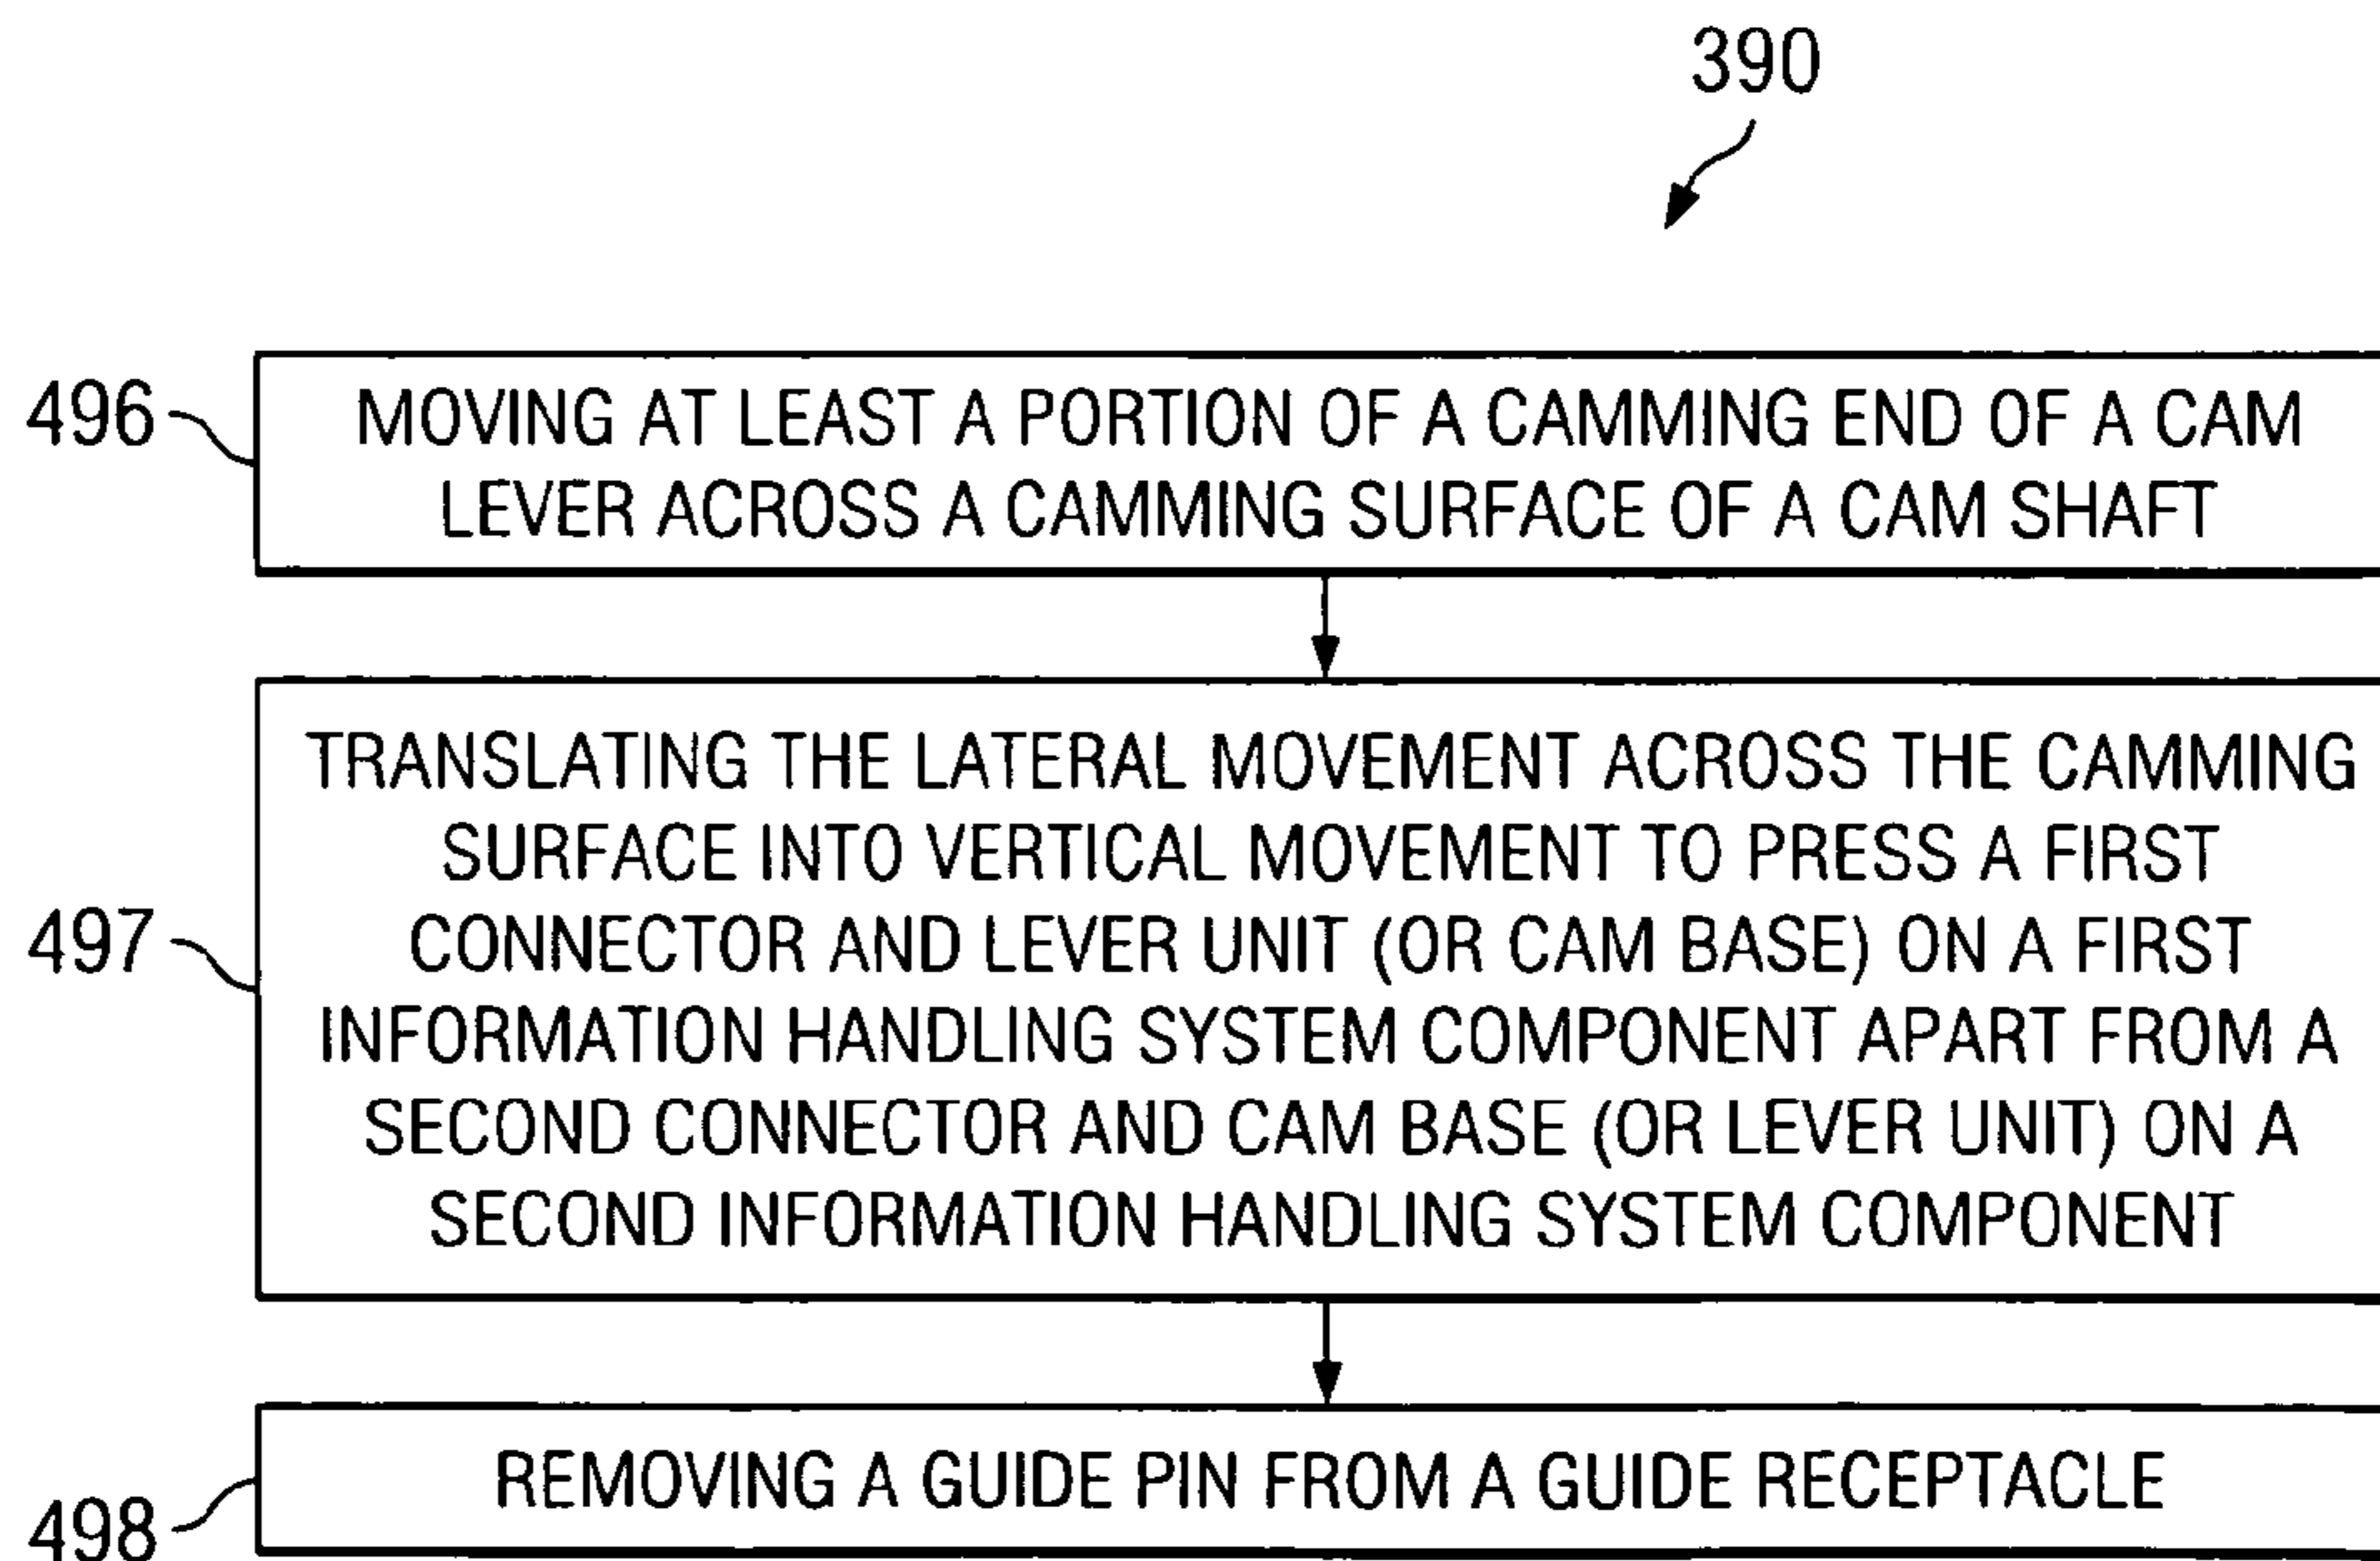 390
496
MOVING AT LEAST A PORTION OF A CAMMING END OF A CAM
LEVER ACROSS A CAMMING SURFACE OF A CAM SHAFT
497
TRANSLATING THE LATERAL MOVEMENT ACROSS THE CAMMING
SURFACE INTO VERTICAL MOVEMENT TO PRESS A FIRST
CONNECTOR AND LEVER UNIT (OR CAM BASE) ON A FIRST
INFORMATION HANDLING SYSTEM COMPONENT APART FROM A
SECOND CONNECTOR AND CAM BASE (OR LEVER UNIT) ON A
SECOND INFORMATION HANDLING SYSTEM COMPONENT
498
REMOVING A GUIDE PIN FROM A GUIDE RECEPTACLE